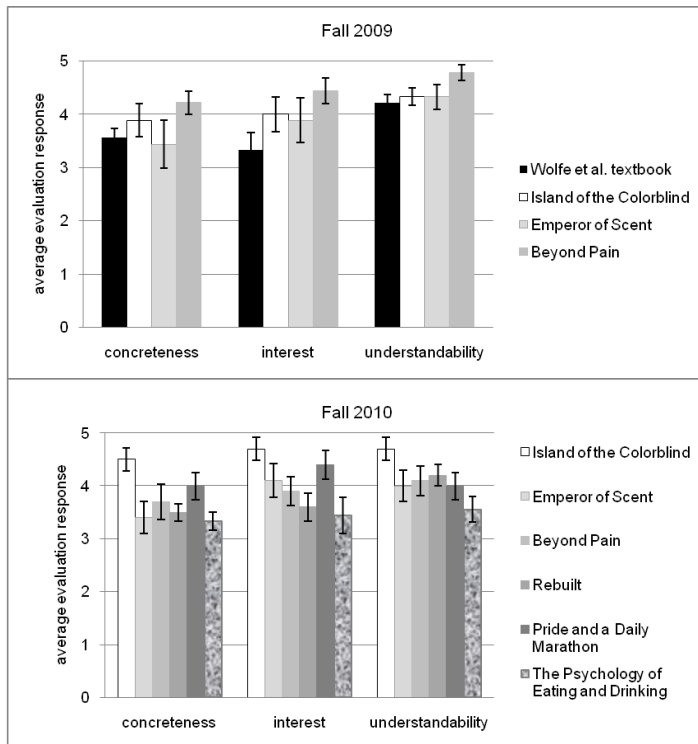 Fall 2009
average evaluation response
5
4
3
2
1
0
concreteness
interest
understandability
Wolfe et al. textbook
Island of the Colorblind
Emperor of Scent
Beyond Pain
Fall 2010
average evaluation response
5
4
3
2
1
0
concreteness
interest
understandability
Island of the Colorblind
Emperor of Scent
Beyond Pain
Rebuilt
Pride and a Daily
Marathon
The Psychology of
Eating and Drinking